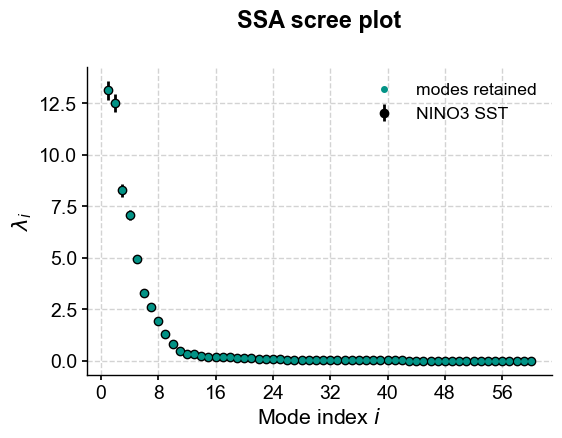 SSA scree plot
modes retained
NINO3 SST
12.5
10.0
7.5
5.0
2.5
0.0
λi
0 8 16 24 32 40 48 56
Mode index i